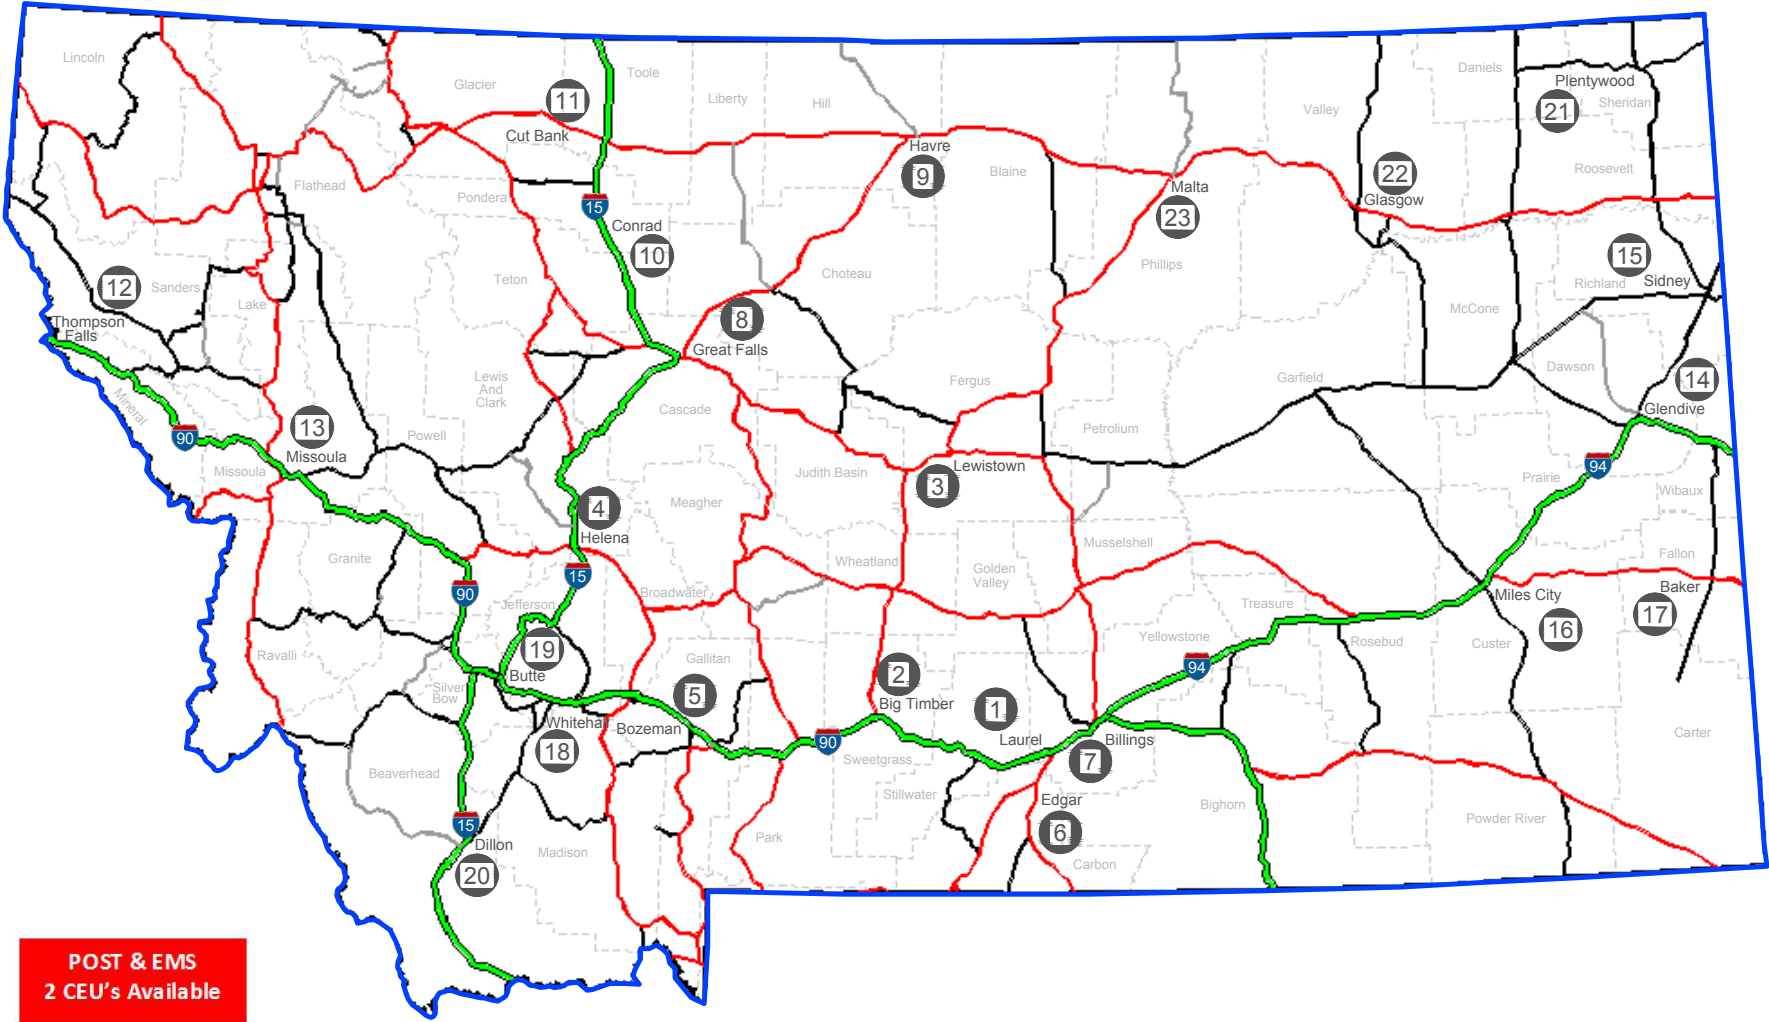 Lincoln
Glacier
Toole
Liberty
Hill
Blaine
Valley
Daniels
Plentywood
21
Sheridan
11
Cut Bank
Havre
9
Flathead
Pondera
15
Malta
23
22
Glasgow
Roosevelt
Conrad
10
Choteau
Phillips
15
Richland
Sidney
12
Sanders
Lake
Teton
8
Great Falls
McCone
Thompson
Falls
Mineral
90
13
Missoula
Missoula
Lewis
And
Clark
Powell
Cascade
Fergus
Garfield
Dawson
14
Glendive
Petrolium
Judith Basin
Lewistown
3
Meagher
94
Prairie
Wibaux
4
Helena
Granite
15
90
Jefferson
Broadwater
Wheatland
Golden
Valley
Musselshell
Treasure
Fallon
Baker
17
Miles City
16
Custer
Rosebud
Yellowstone
94
Ravalli
19
Butte
Silver
Bow
Gallitan
5
2
Big Timber
1
Laurel
Billings
7
Whitehal
18
Bozeman
90
Sweetgrass
Stillwater
Carter
Beaverhead
15
Dillon
20
Madison
Park
Edgar
6
Carbon
Bighorn
Powder River
POST & EMS
2 CEU's Available